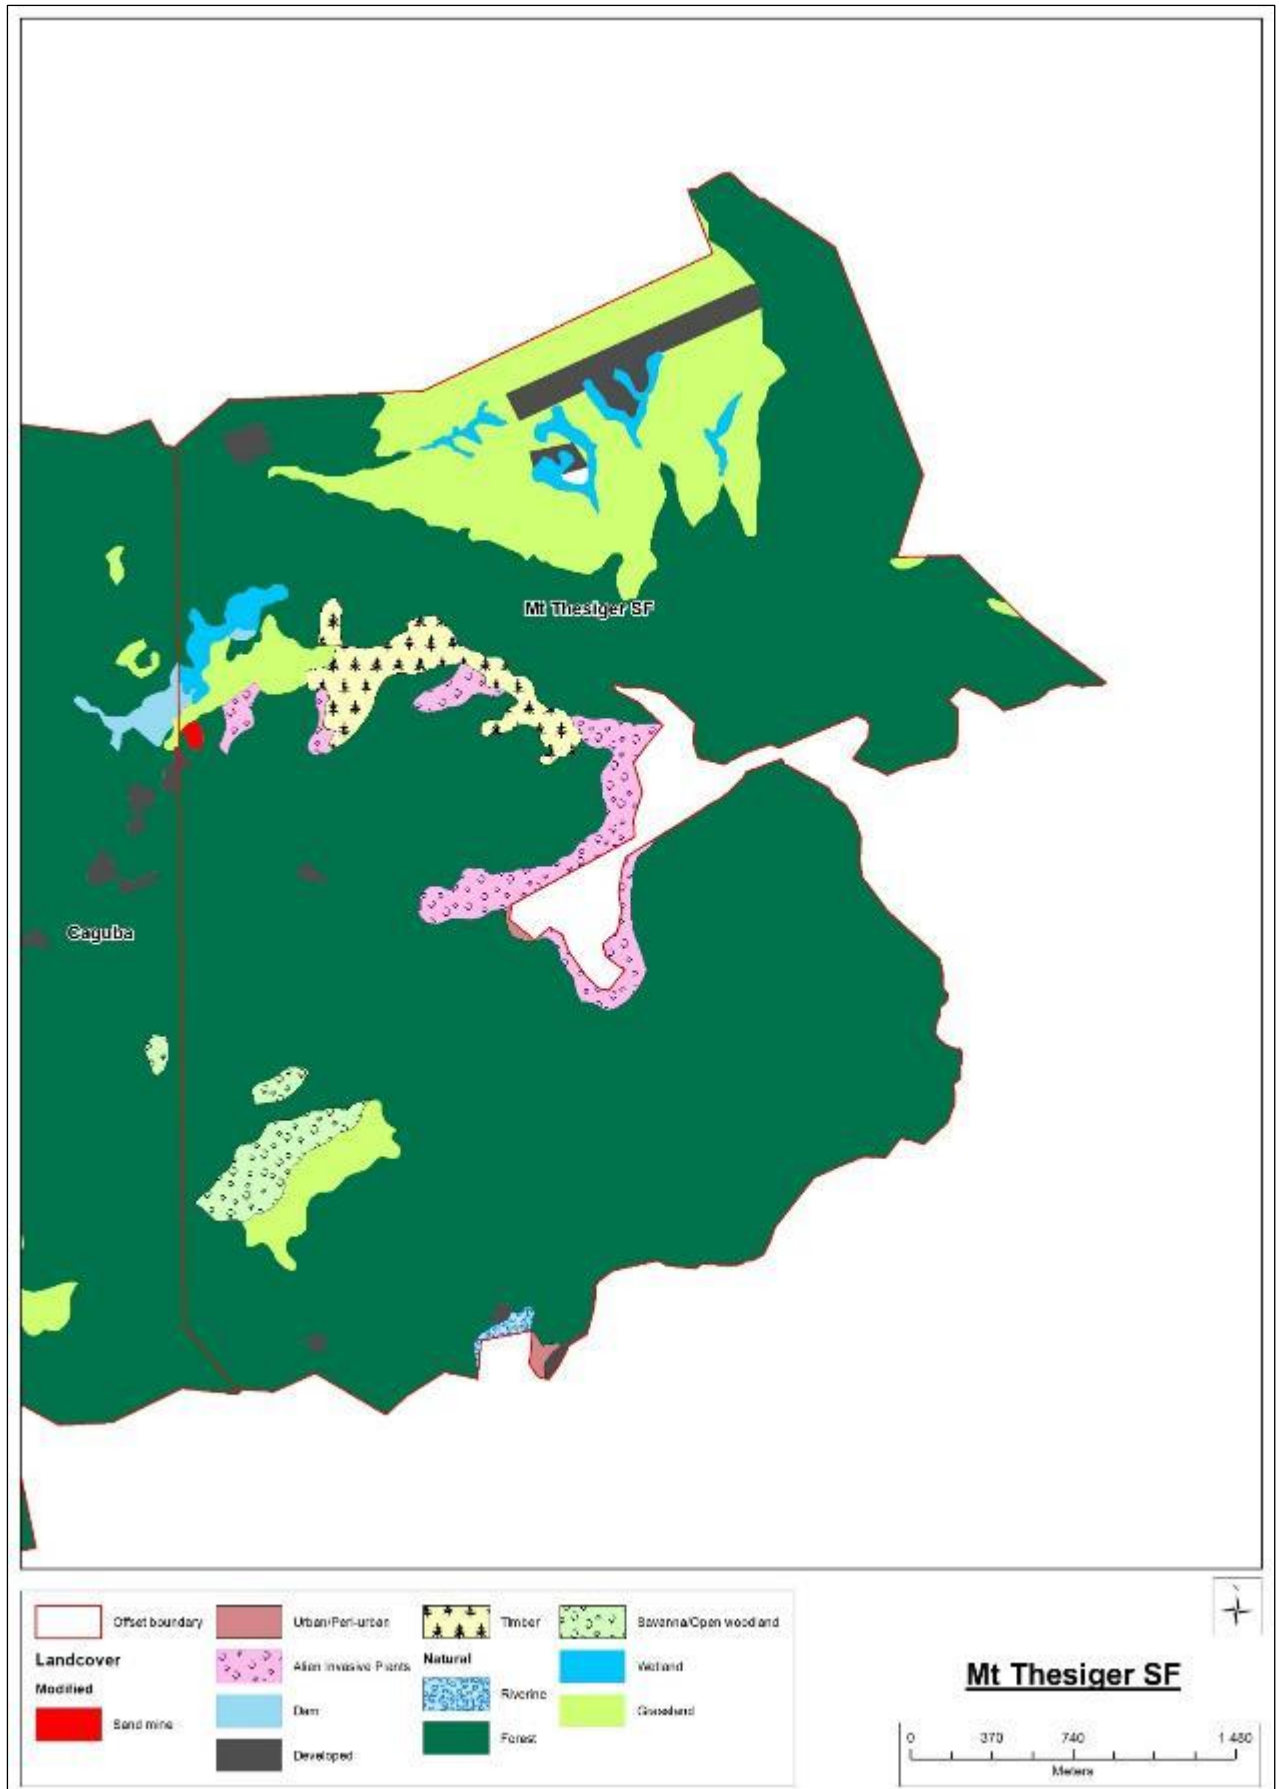 Mt Thesiger SF
Caguba
Offset boundary
Landcover
Modified
Sand mine
Urban/Peri-urban
Alien Invasive Plants
Dam
Developed
Timber
Natural
Riverine
Forest
Savanna/Open woodland
Wetland
Grassland
Mt Thesiger SF
0 370 740 1 480
Meters